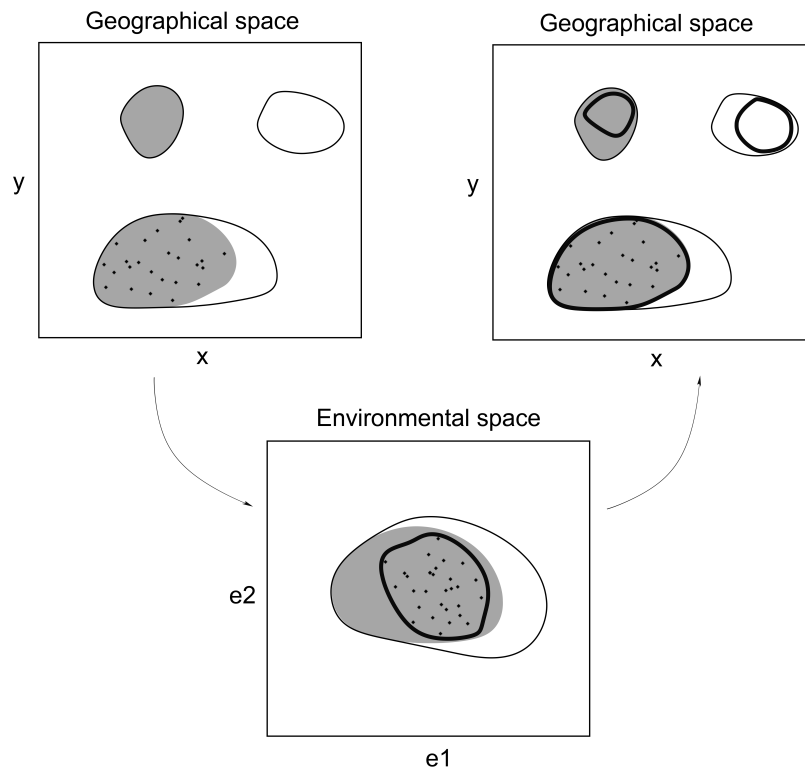 Geographical space
y
x
Geographical space
y
x
Environmental space
e2
e1